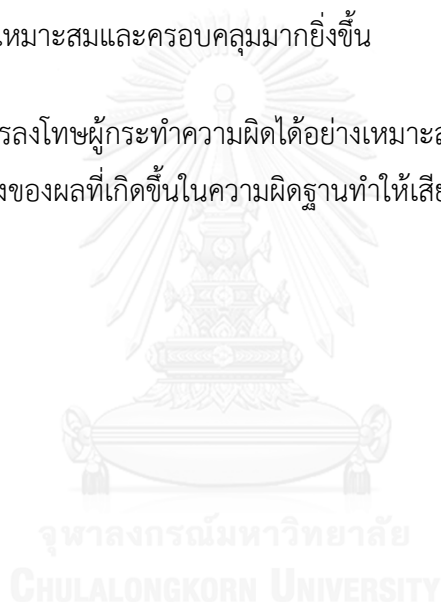 เหมาะสมและครอบคลุมมากยิ่งขึ้น
รลงโทษผู้กระทำความผิดได้อย่างเหมาะส
งของผลที่เกิดขึ้นในความผิดฐานทำให้เสีย
จุฬาลงกรณ์มหาวิทยาลัย
CHULALONGKORN UNIVERSITY